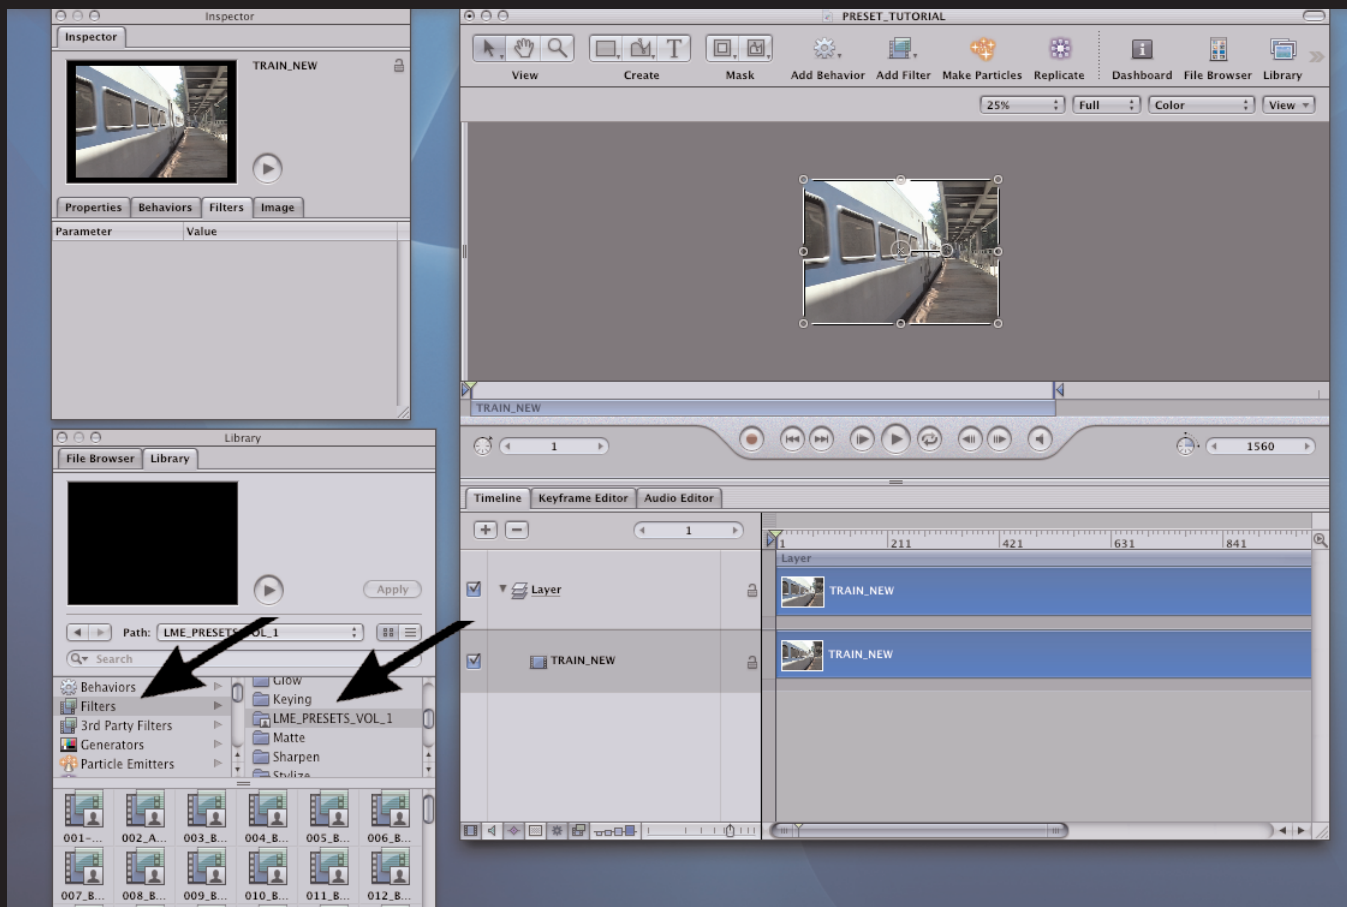 Inspector
Inspector
TRAIN_NEW
Properties Behaviors Filters Image
Parameter Value
Library
File Browser Library
Apply
Path: LME_PRESETS_VOL_1
Search
Behaviors
Filters
3rd Party Filters
Generators
Particle Emitters
Glow
Keying
LME_PRESETS_VOL_1
Matte
Sharpen
Stylize
001-... 002_A... 003_B... 004_B... 005_B... 006_B...
007_B... 008_B... 009_B... 010_B... 011_B... 012_B...
PRESET_TUTORIAL
View Create Mask Add Behavior Add Filter Make Particles Replicate Dashboard File Browser Library
25% Full Color View
TRAIN_NEW
1 1560
Timeline Keyframe Editor Audio Editor
1
1 211 421 631 841
Layer
Layer
TRAIN_NEW
TRAIN_NEW
TRAIN_NEW